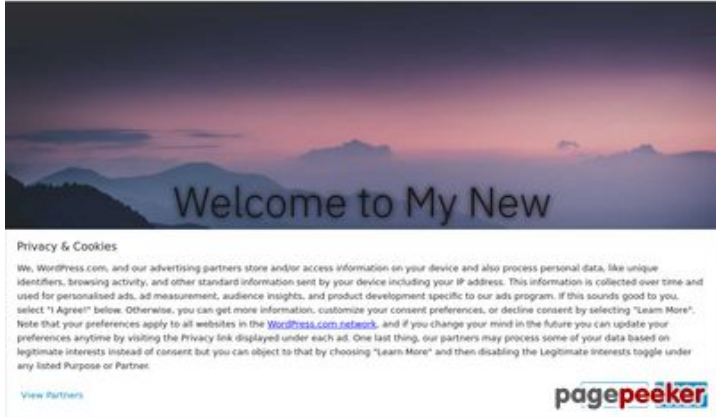 Welcome to My New
Privacy & Cookies
We, WordPress.com, and our advertising partners store and/or access information on your device and also process personal data, like unique
identifiers, browsing activity, and other standard information sent by your device including your IP address. This information is collected over time and
used for personalised ads, ad measurement, audience insights, and product development specific to our ads program. If this sounds good to you,
select "I Agree!" below. Otherwise, you can get more information, customize your consent preferences, or decline consent by selecting "Learn More".
Note that your preferences apply to all websites in the WordPress.com network, and if you change your mind in the future you can update your
preferences anytime by visiting the Privacy link displayed under each ad. One last thing, our partners may process some of your data based on
legitimate interests instead of consent but you can object to that by choosing "Learn More" and then disabling the Legitimate Interests toggle under
any listed Purpose or Partner.
View Partners
pagepeeker